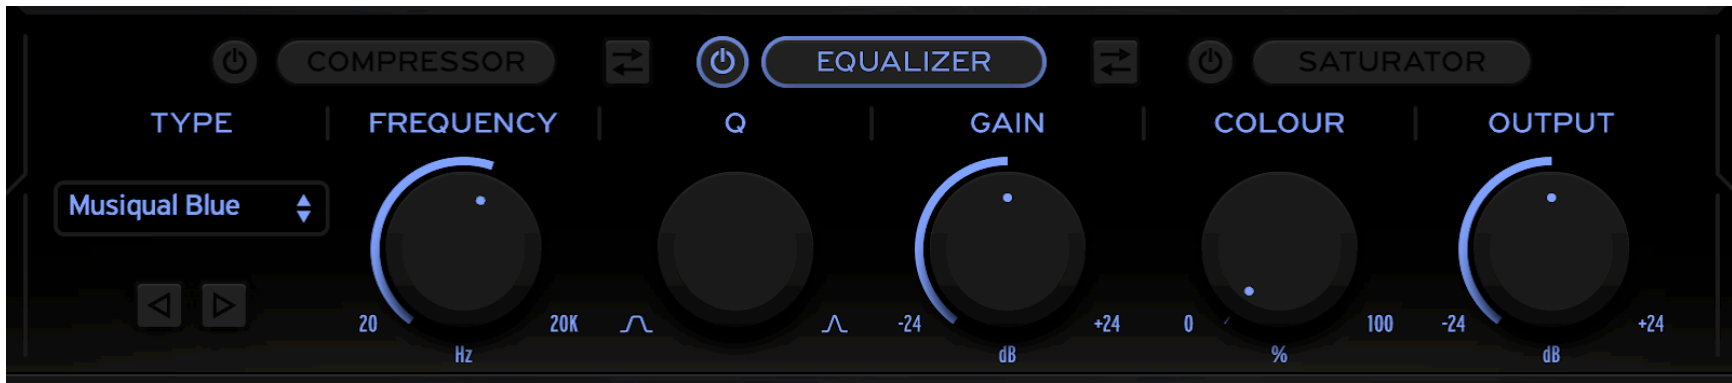 COMPRESSOR EQUALIZER SATURATOR
TYPE FREQUENCY Q GAIN COLOUR OUTPUT
Musiqual Blue
20 20K -24 +24 0 100 -24 +24
Hz dB % dB